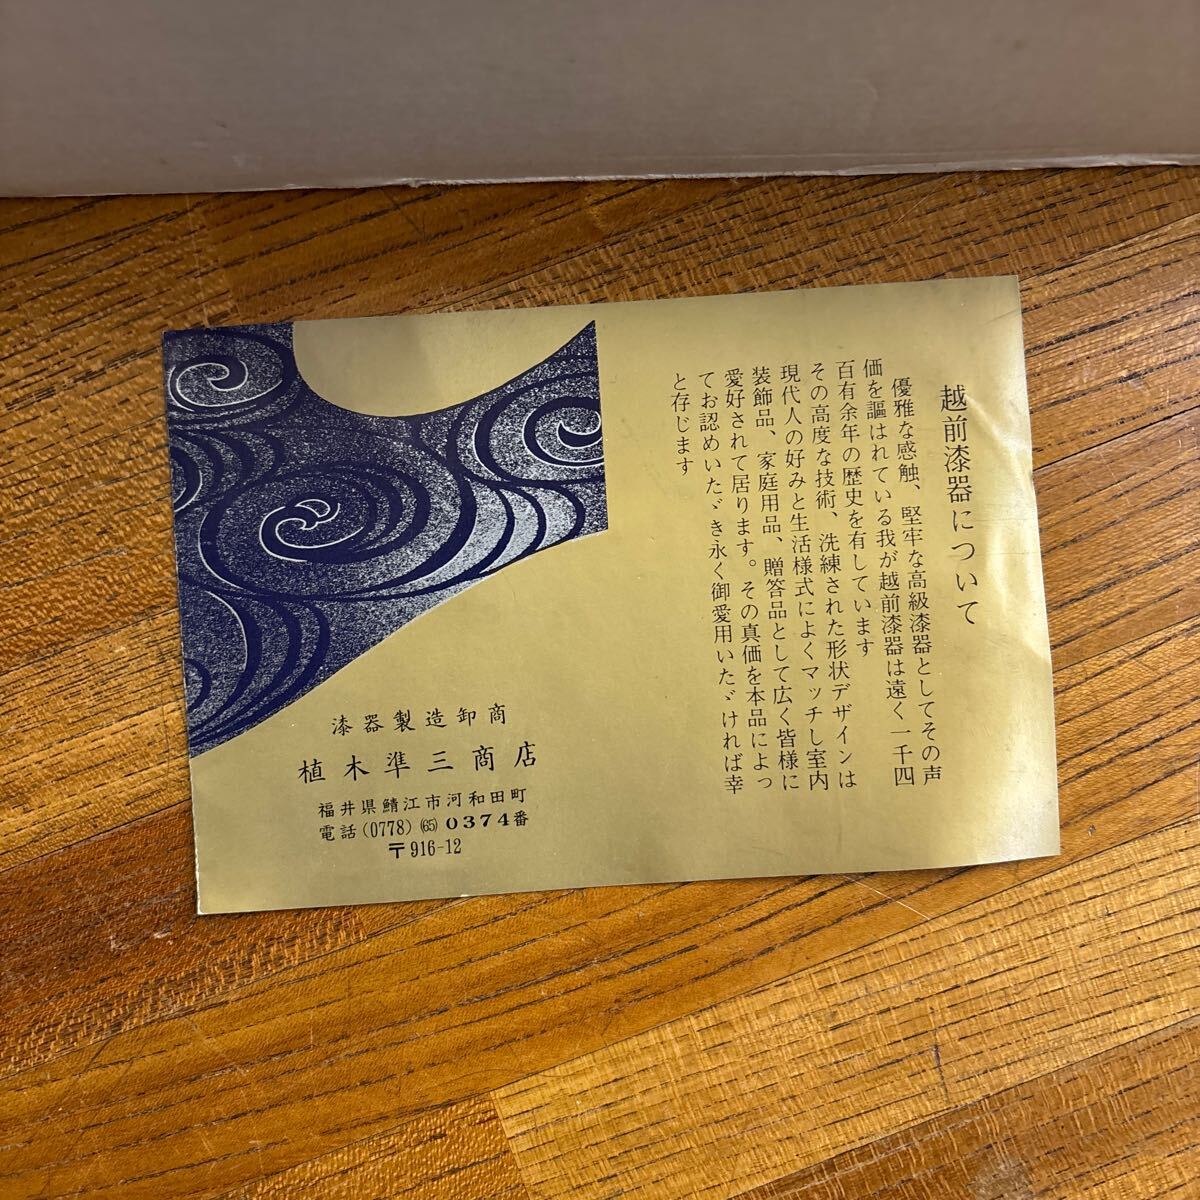 越前漆器について
優雅な感触、堅牢な高級漆器としてその声
価を謳はれている我が越前漆器は遠く一千四
百有余年の歴史を有しています
その高度な技術、洗練された形状デザインは
現代人の好みと生活様式によくマッチし室内
装飾品、家庭用品、贈答品として広く皆様に
愛好されて居ります。その真価を本品によっ
てお認めいたゞき永く御愛用いたゞければ幸
と存じます
漆器製造卸商
植木準三商店
福井県鯖江市河和田町
電話(0778)(65)0374番
〒916-12